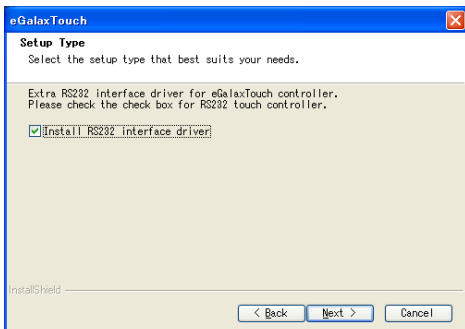 eGalaxTouch
Setup Type
Select the setup type that best suits your needs.
Extra RS232 interface driver for eGalaxTouch controller.
Please check the check box for RS232 touch controller.
Install RS232 interface driver
InstallShield
< Back
Next >
Cancel